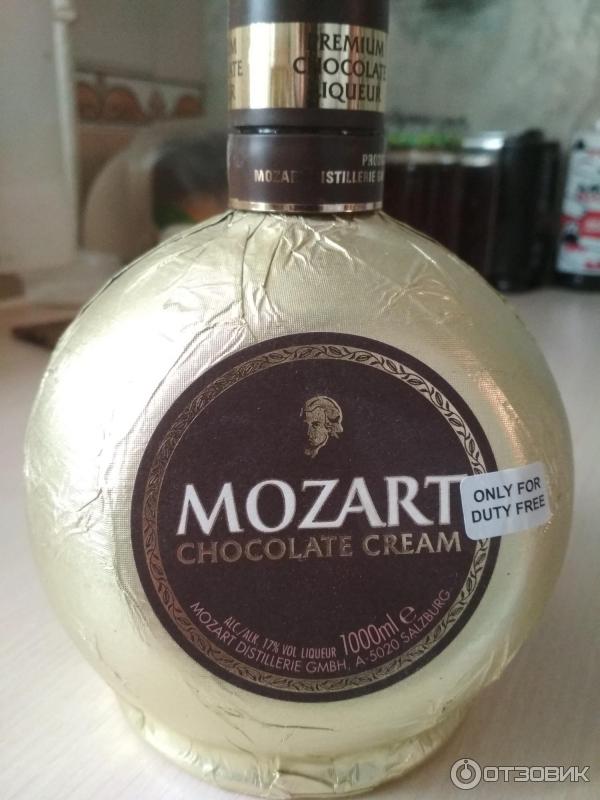 PREMIUM
CHOCOLATE
LIQUEUR
MOZART DISTILLERIE
MOZART
CHOCOLATE CREAM
ONLY FOR
DUTY FREE
ALC/ALK 17% VOL LIQUEUR 1000ml e
MOZART DISTILLERIE GMBH, A-5020 SALZBURG
ОТЗОВИК